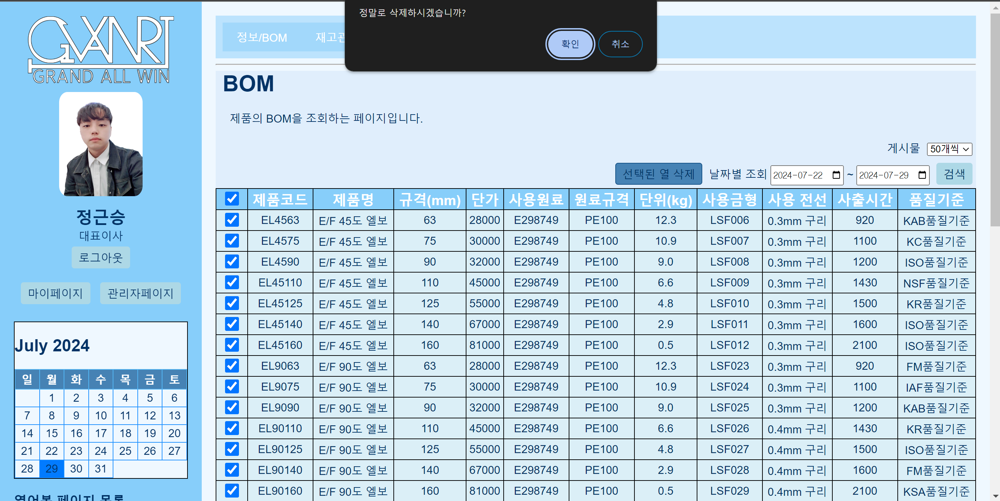 GRAND ALL WIN
정근승
대표이사
로그아웃
마이페이지 관리자페이지
July 2024
일 월 화 수 목 금 토
1 2 3 4 5 6
7 8 9 10 11 12 13
14 15 16 17 18 19 20
21 22 23 24 25 26 27
28 29 30 31
정말로 삭제하시겠습니까?
확인 취소
정보/BOM
BOM
제품의 BOM을 조회하는 페이지입니다.
게시물 50개씩
선택된 열 삭제 날짜별 조회 2024-07-22 ~ 2024-07-29 검색
제품코드 제품명 규격(mm) 단가 사용원료 원료규격 단위(kg) 사용금형 사용 전선 사출시간 품질기준
EL4563 E/F 45도 엘보 63 28000 E298749 PE100 12.3 LSF006 0.3mm 구리 920 KAB품질기준
EL4575 E/F 45도 엘보 75 30000 E298749 PE100 10.9 LSF007 0.3mm 구리 1100 KC품질기준
EL4590 E/F 45도 엘보 90 32000 E298749 PE100 9.0 LSF008 0.3mm 구리 1200 ISO품질기준
EL45110 E/F 45도 엘보 110 45000 E298749 PE100 6.6 LSF009 0.3mm 구리 1430 NSF품질기준
EL45125 E/F 45도 엘보 125 55000 E298749 PE100 4.8 LSF010 0.3mm 구리 1500 KR품질기준
EL45140 E/F 45도 엘보 140 67000 E298749 PE100 2.9 LSF011 0.3mm 구리 1600 ISO품질기준
EL45160 E/F 45도 엘보 160 81000 E298749 PE100 0.5 LSF012 0.3mm 구리 2100 ISO품질기준
EL9063 E/F 90도 엘보 63 28000 E298749 PE100 12.3 LSF023 0.3mm 구리 920 FM품질기준
EL9075 E/F 90도 엘보 75 30000 E298749 PE100 10.9 LSF024 0.3mm 구리 1100 IAF품질기준
EL9090 E/F 90도 엘보 90 32000 E298749 PE100 9.0 LSF025 0.3mm 구리 1200 KAB품질기준
EL90110 E/F 90도 엘보 110 45000 E298749 PE100 6.6 LSF026 0.4mm 구리 1430 KR품질기준
EL90125 E/F 90도 엘보 125 55000 E298749 PE100 4.8 LSF027 0.4mm 구리 1500 ISO품질기준
EL90140 E/F 90도 엘보 140 67000 E298749 PE100 2.9 LSF028 0.4mm 구리 1600 FM품질기준
EL90160 E/F 90도 엘보 160 81000 E298749 PE100 0.5 LSF029 0.4mm 구리 2100 KSA품질기준